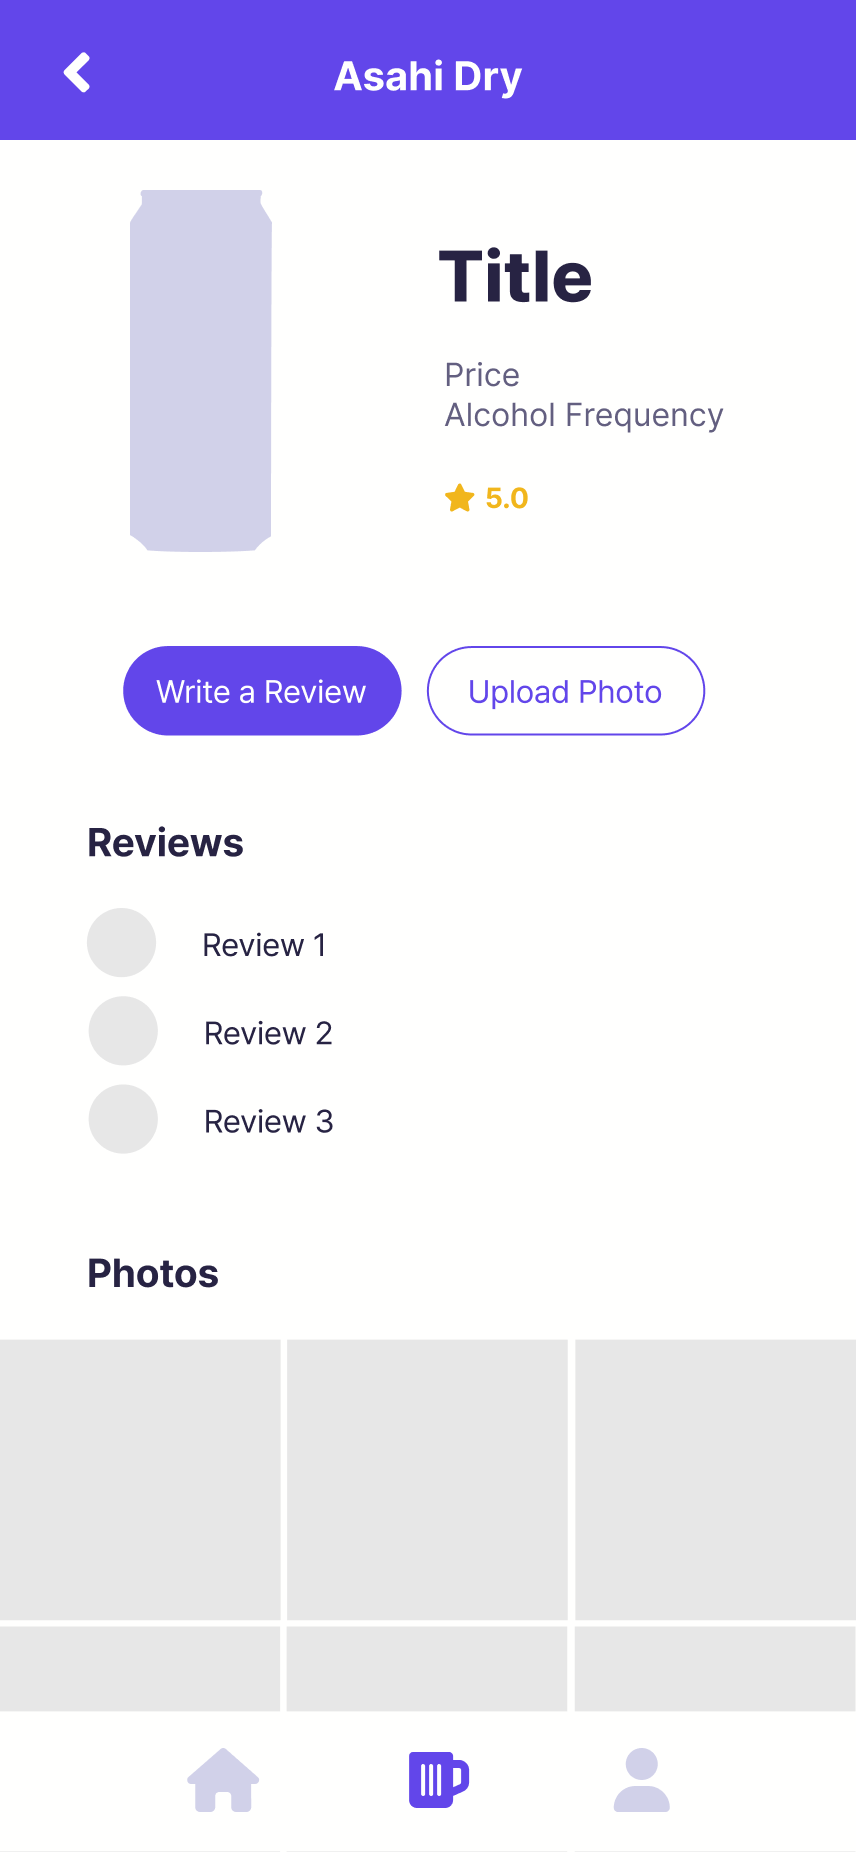 Asahi Dry
Title
Price
Alcohol Frequency
5.0
Write a Review
Upload Photo
Reviews
Review 1
Review 2
Review 3
Photos